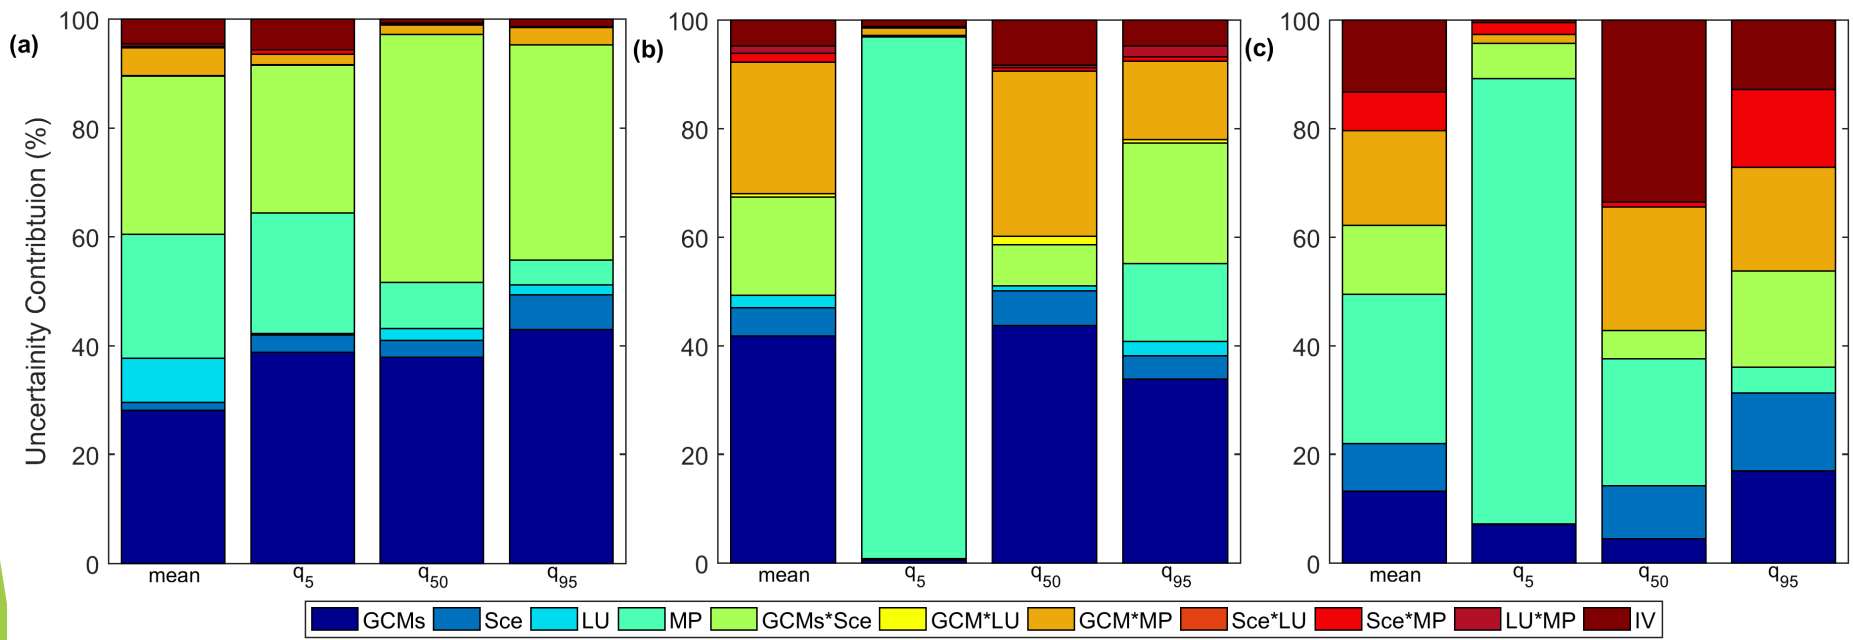 (a)
(b)
(c)
Uncertainity Contribtuion (%)
100
80
60
40
20
0
mean q5 q50 q95
100
80
60
40
20
0
mean q5 q50 q95
100
80
60
40
20
0
mean q5 q50 q95
GCMs Sce LU MP GCMs*Sce GCM*LU GCM*MP Sce*LU Sce*MP LU*MP IV